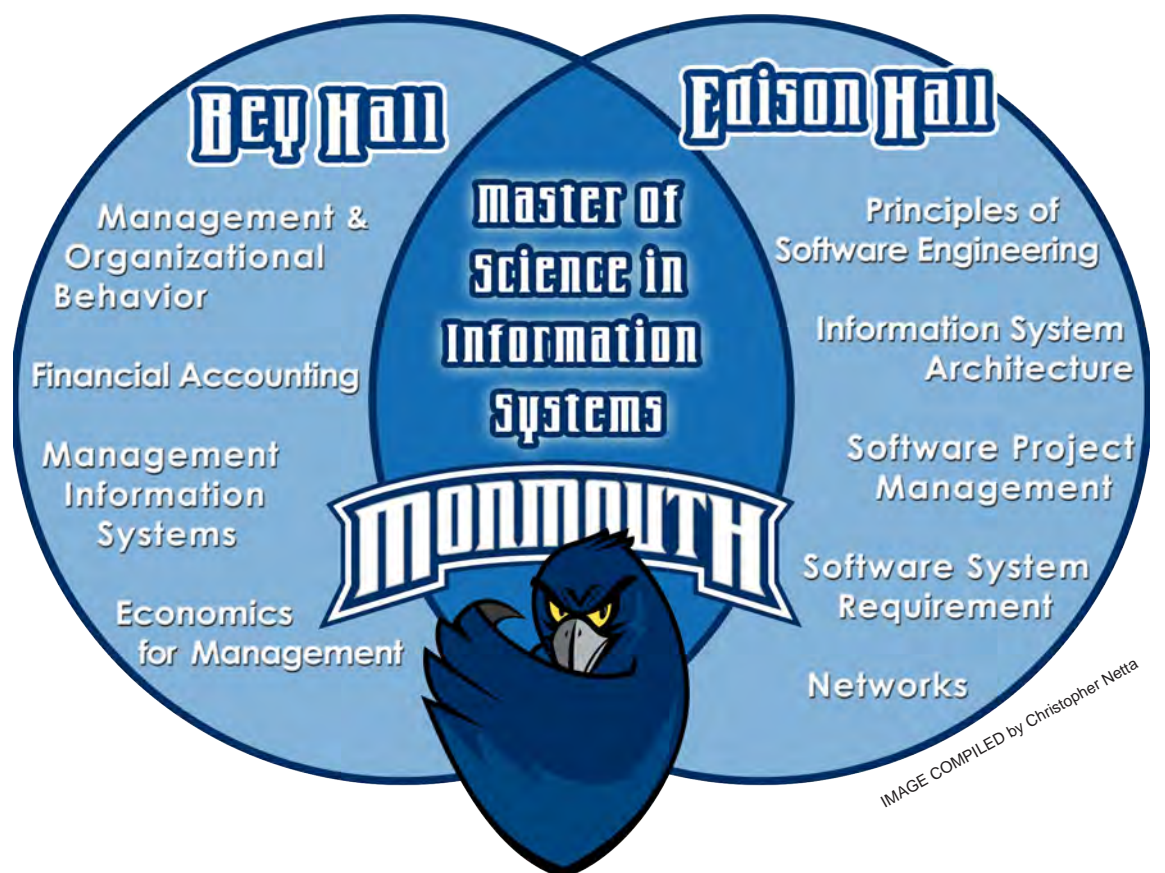 Bey Hall
Management &
Organizational
Behavior
Financial Accounting
Management
Information
Systems
Economics
for Management
Master of
Science in
Information
Systems
MONMOUTH
Edison Hall
Principles of
Software Engineering
Information System
Architecture
Software Project
Management
Software System
Requirement
Networks
IMAGE COMPILED by Christopher Netta